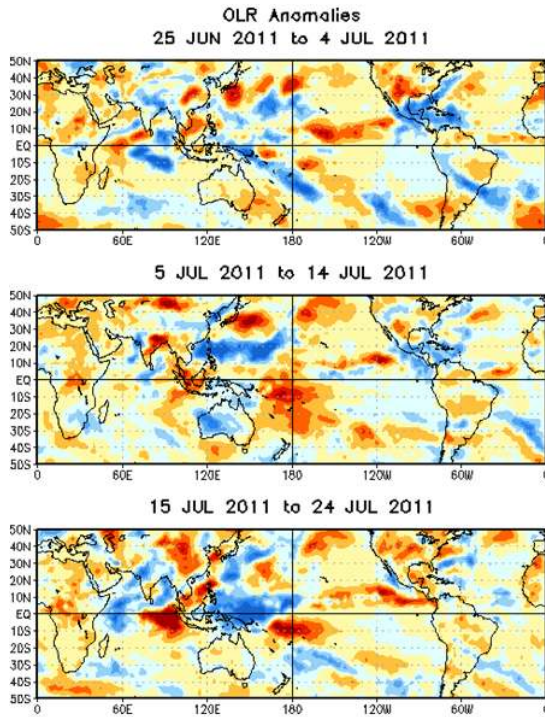 OLR Anomalies
25 JUN 2011 to 4 JUL 2011
50N
40N
30N
20N
10N
EQ
10S
20S
30S
40S
50S
0 60E 120E 180 120W 60W 0
5 JUL 2011 to 14 JUL 2011
50N
40N
30N
20N
10N
EQ
10S
20S
30S
40S
50S
0 60E 120E 180 120W 60W 0
15 JUL 2011 to 24 JUL 2011
50N
40N
30N
20N
10N
EQ
10S
20S
30S
40S
50S
0 60E 120E 180 120W 60W 0